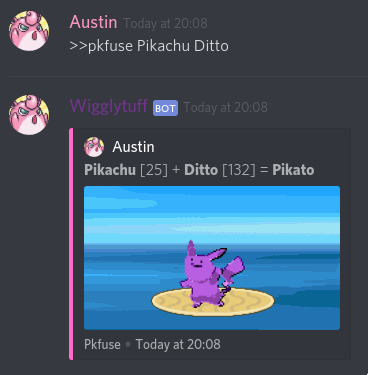 Austin Today at 20:08
>>pkfuse Pikachu Ditto
Wigglytuff BOT Today at 20:08
Austin
Pikachu [25] + Ditto [132] = Pikato
Pkfuse • Today at 20:08